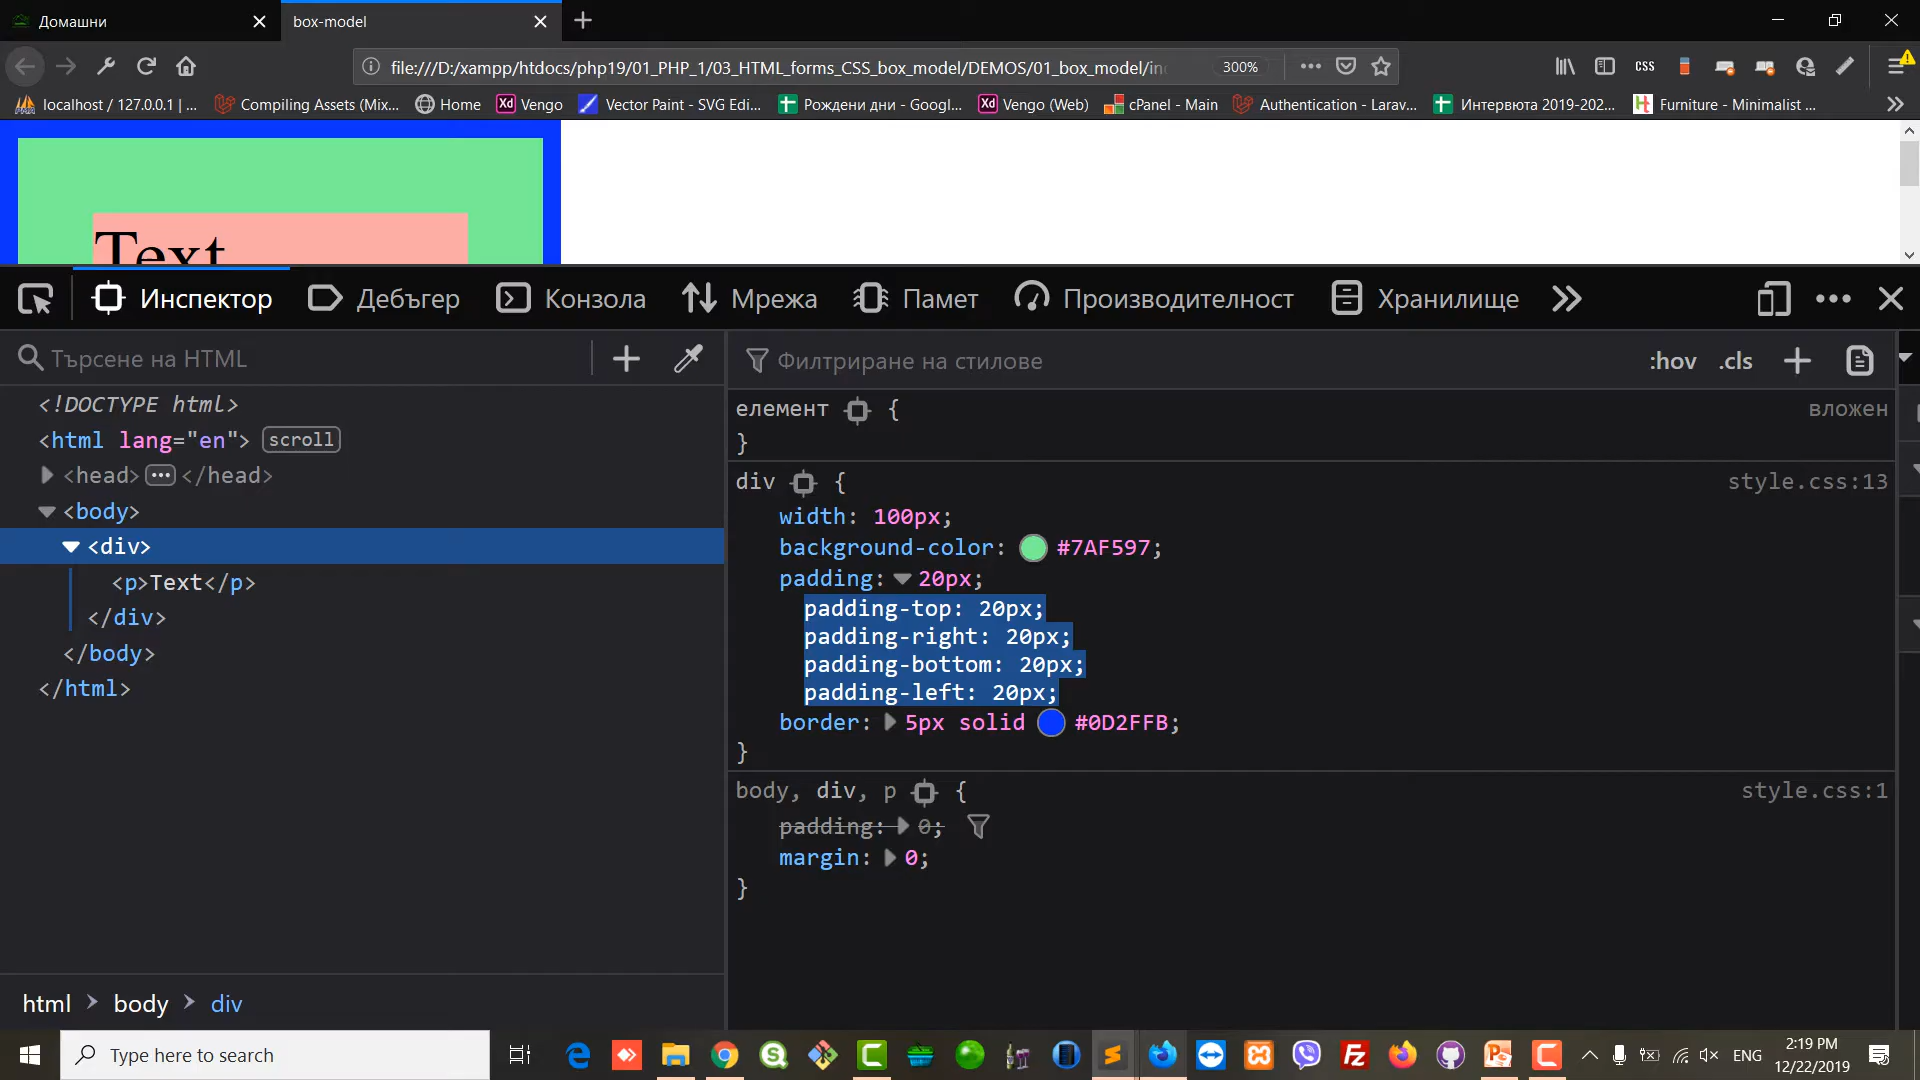 Домашни
box-model
file:///D:/xampp/htdocs/php19/01_PHP_1/03_HTML_forms_CSS_box_model/DEMOS/01_box_model/in
300%
CSS
localhost / 127.0.0.1 | ...
Compiling Assets (Mix...
Home
Vengo
Vector Paint - SVG Edi...
Рождени дни - Googl...
Vengo (Web)
cPanel - Main
Authentication - Larav...
Интервюта 2019-202...
Furniture - Minimalist ...
Text
Инспектор
Дебъгер
Конзола
Мрежа
Памет
Производителност
Хранилище
Търсене на HTML
<!DOCTYPE html>
<html lang="en"> scroll
<head> ••• </head>
<body>
<div>
<p>Text</p>
</div>
</body>
</html>
html > body > div
Филтриране на стилове
:hov .cls
елемент {
вложен
}
div {
style.css:13
width: 100px;
background-color: #7AF597;
padding: 20px;
padding-top: 20px;
padding-right: 20px;
padding-bottom: 20px;
padding-left: 20px;
border: 5px solid #0D2FFB;
}
body, div, p {
style.css:1
padding: 0;
margin: 0;
}
Type here to search
ENG
2:19 PM
12/22/2019